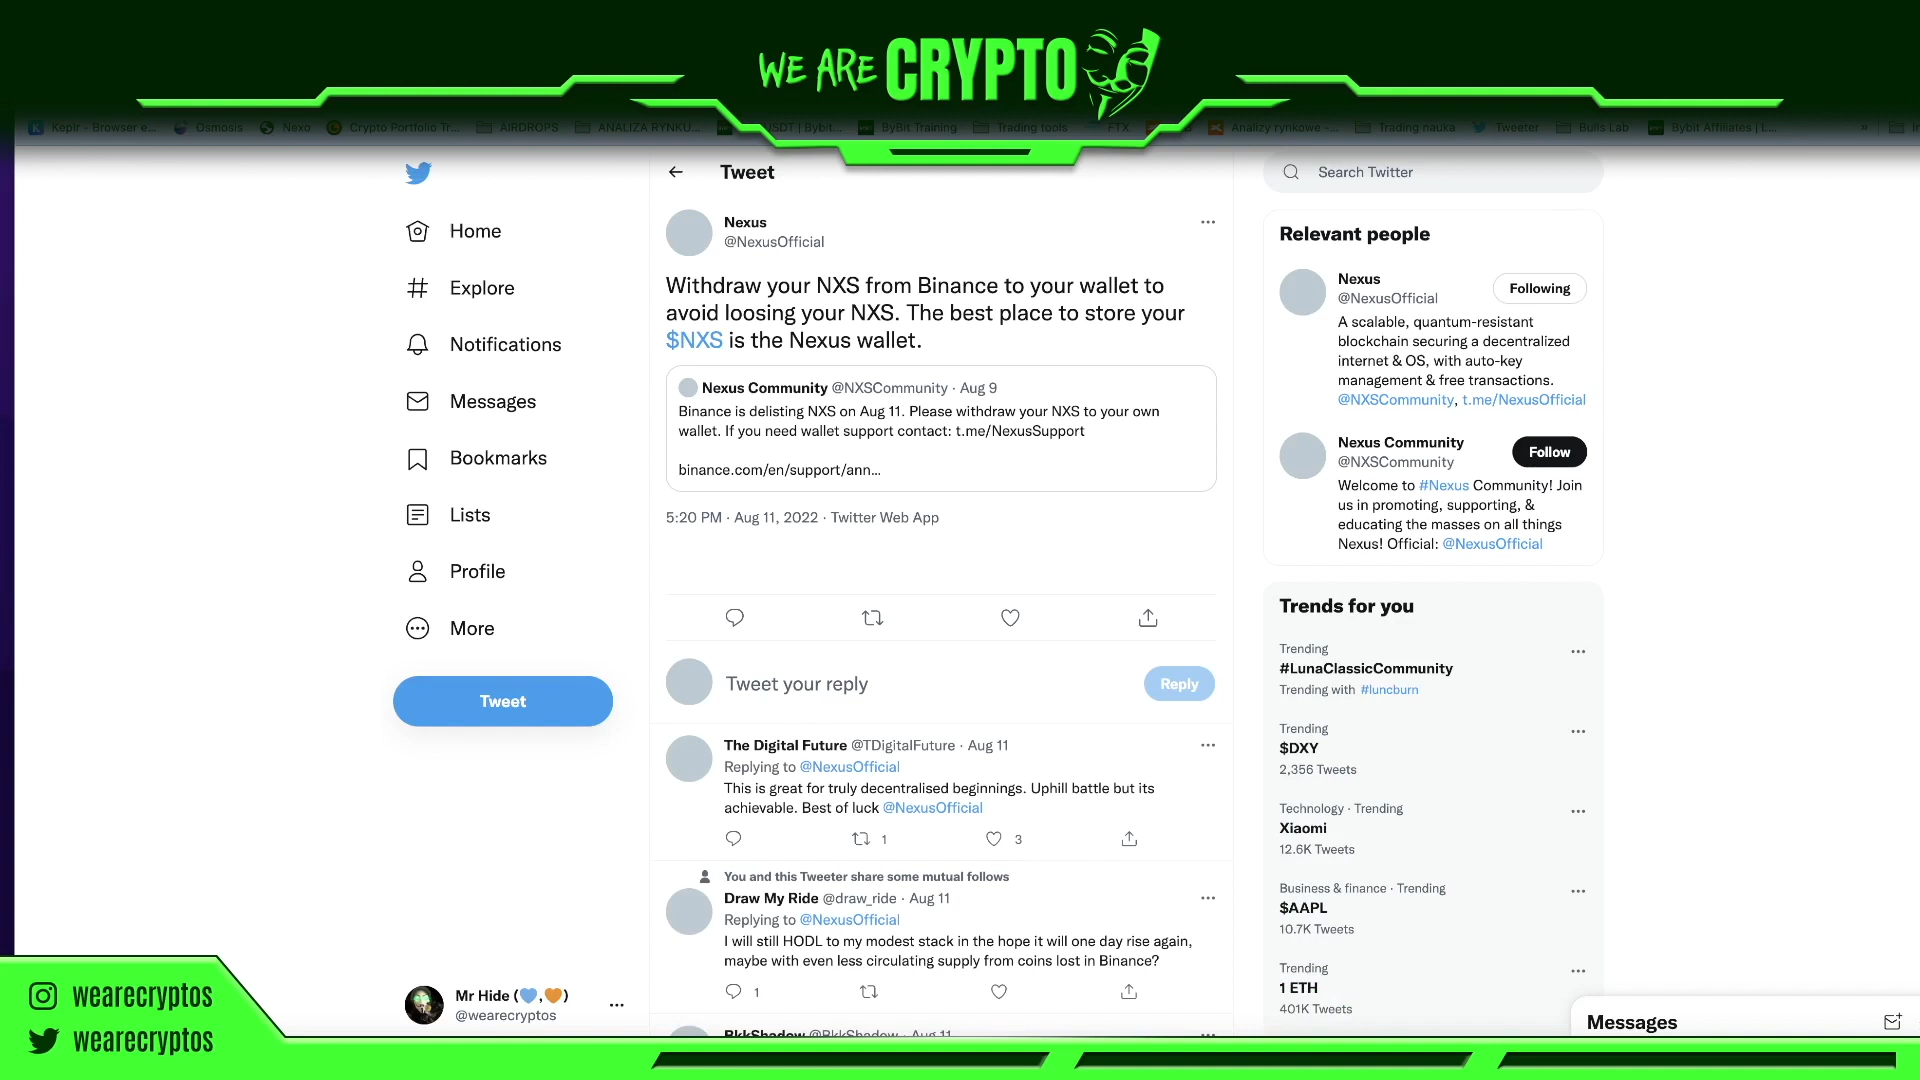 WE ARE CRYPTO
Keplr - Browser e...
Osmosis
Nexo
Crypto Portfolio Tr...
AIRDROPS
ANALIZA RYNKU...
ByBit Training
Trading tools
FTX
Analizy rynkowe -...
Trading nauka
Tweeter
Bulls Lab
Bybit Affiliates | L...
»
Tweet
Search Twitter
Home
Explore
Notifications
Messages
Bookmarks
Lists
Profile
More
Tweet
Nexus
@NexusOfficial
Withdraw your NXS from Binance to your wallet to
avoid loosing your NXS. The best place to store your
$NXS is the Nexus wallet.
Nexus Community @NXSCommunity · Aug 9
Binance is delisting NXS on Aug 11. Please withdraw your NXS to your own
wallet. If you need wallet support contact: t.me/NexusSupport
binance.com/en/support/ann...
5:20 PM · Aug 11, 2022 · Twitter Web App
Tweet your reply
Reply
The Digital Future @TDigitalFuture · Aug 11
Replying to @NexusOfficial
This is great for truly decentralised beginnings. Uphill battle but its
achievable. Best of luck @NexusOfficial
1
3
You and this Tweeter share some mutual follows
Draw My Ride @draw_ride · Aug 11
Replying to @NexusOfficial
I will still HODL to my modest stack in the hope it will one day rise again,
maybe with even less circulating supply from coins lost in Binance?
1
BkkShadow @BkkShadow · Aug 11
Relevant people
Nexus
@NexusOfficial
Following
A scalable, quantum-resistant
blockchain securing a decentralized
internet & OS, with auto-key
management & free transactions.
@NXSCommunity, t.me/NexusOfficial
Nexus Community
@NXSCommunity
Follow
Welcome to #Nexus Community! Join
us in promoting, supporting, &
educating the masses on all things
Nexus! Official: @NexusOfficial
Trends for you
Trending
#LunaClassicCommunity
Trending with #luncburn
Trending
$DXY
2,356 Tweets
Technology · Trending
Xiaomi
12.6K Tweets
Business & finance · Trending
$AAPL
10.7K Tweets
Trending
1 ETH
401K Tweets
Messages
Mr Hide (💙,🧡)
@wearecryptos
wearecryptos
wearecryptos